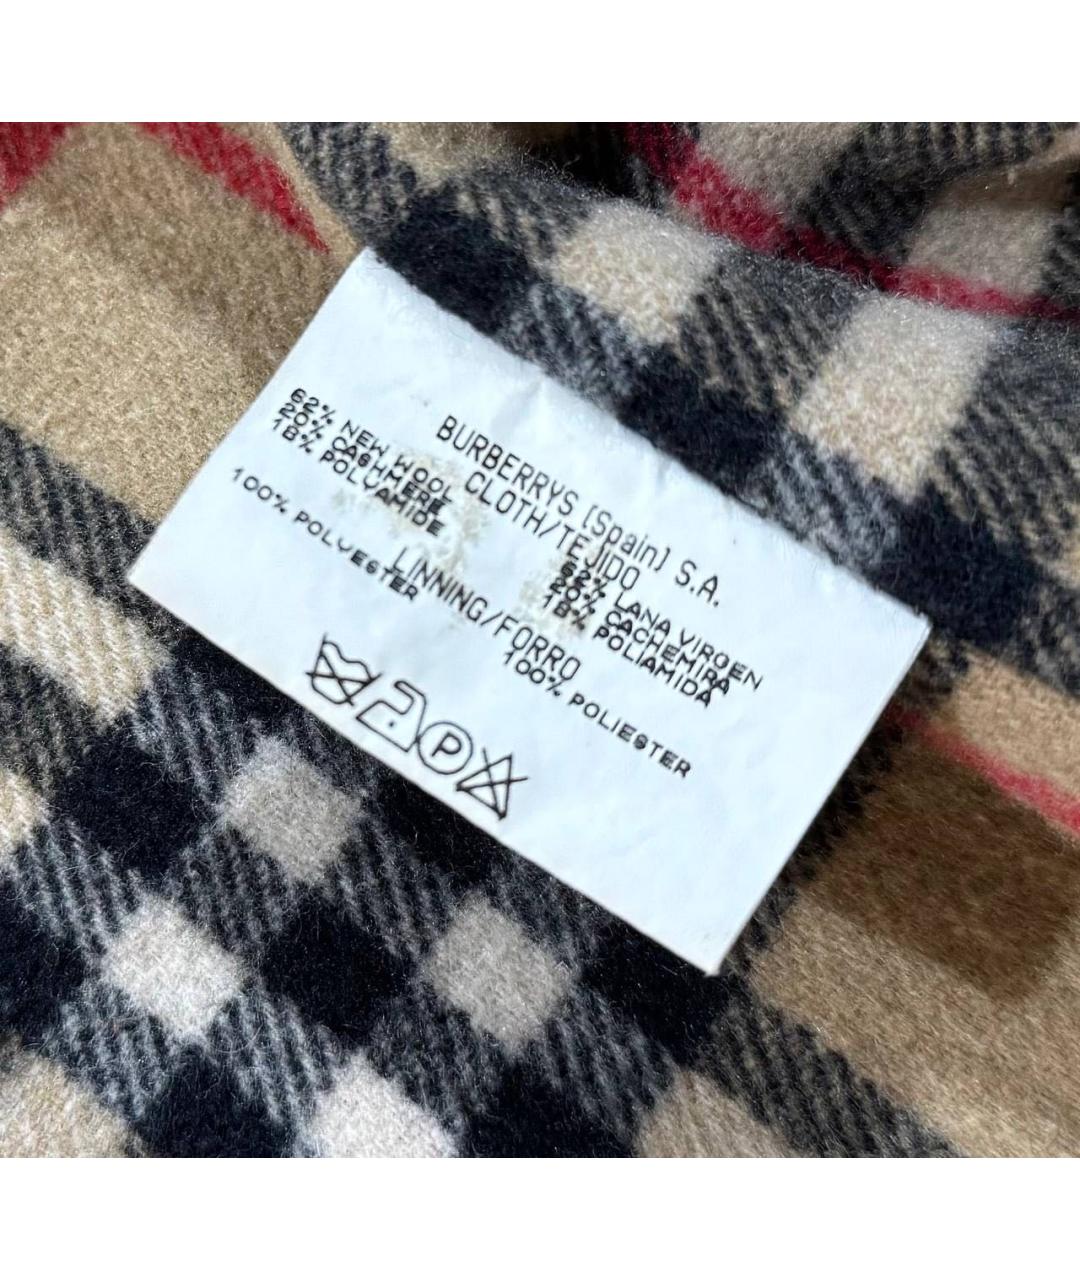 BURBERRYS [Spain] S.A.
CLOTH/TEJIDO
62% NEW WOOL 62% LANA VIRGEN
20% CASHMERE 20% CACHEMIRA
18% POLYAMIDE 18% POLIAMIDA
LINNING/FORRO
100% POLYESTER 100% POLIESTER
P